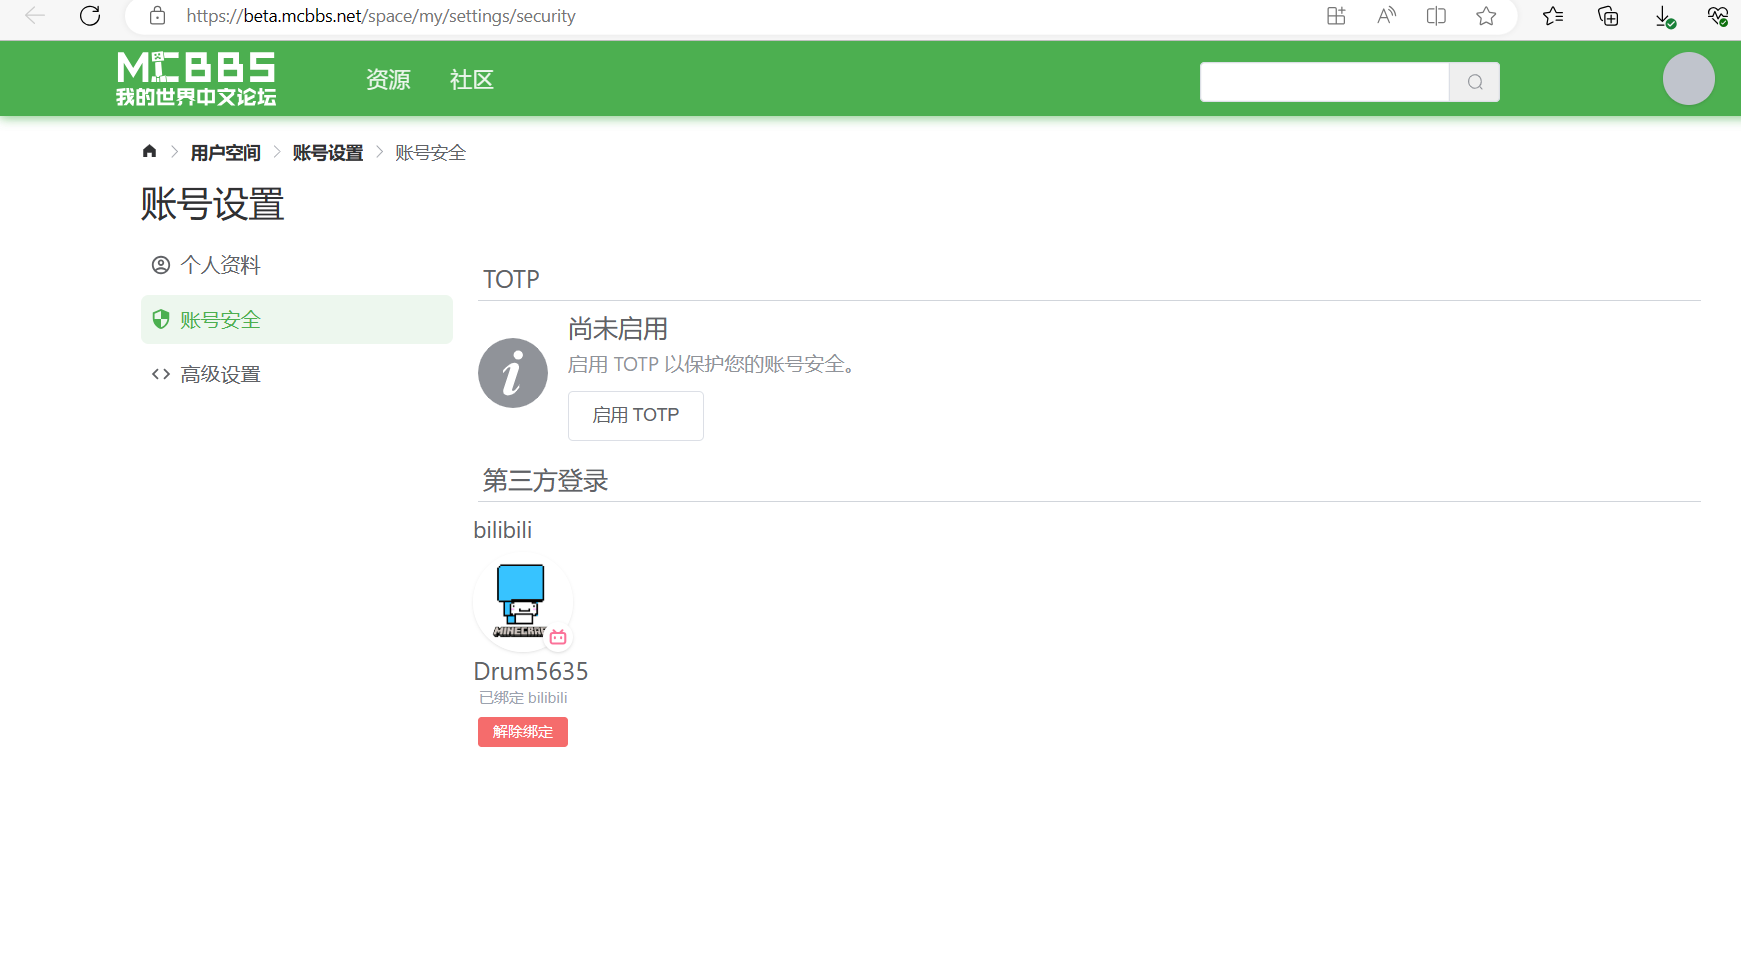 https://beta.mcbbs.net/space/my/settings/security
MCBBS
我的世界中文论坛
资源
社区
用户空间
账号设置
账号安全
账号设置
个人资料
账号安全
高级设置
TOTP
尚未启用
启用 TOTP 以保护您的账号安全。
启用 TOTP
第三方登录
bilibili
Drum5635
已绑定 bilibili
解除绑定